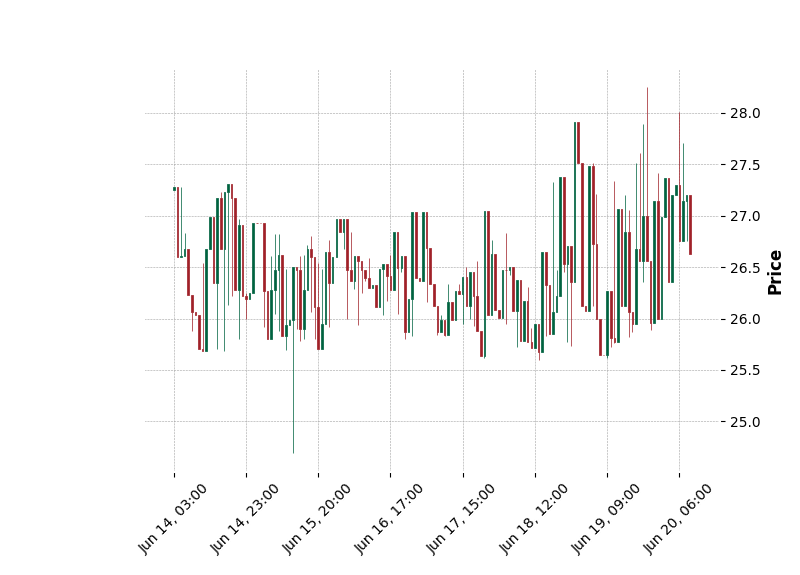 28.0
27.5
27.0
26.5
26.0
25.5
25.0
Price
Jun 14, 03:00
Jun 14, 23:00
Jun 15, 20:00
Jun 16, 17:00
Jun 17, 15:00
Jun 18, 12:00
Jun 19, 09:00
Jun 20, 06:00